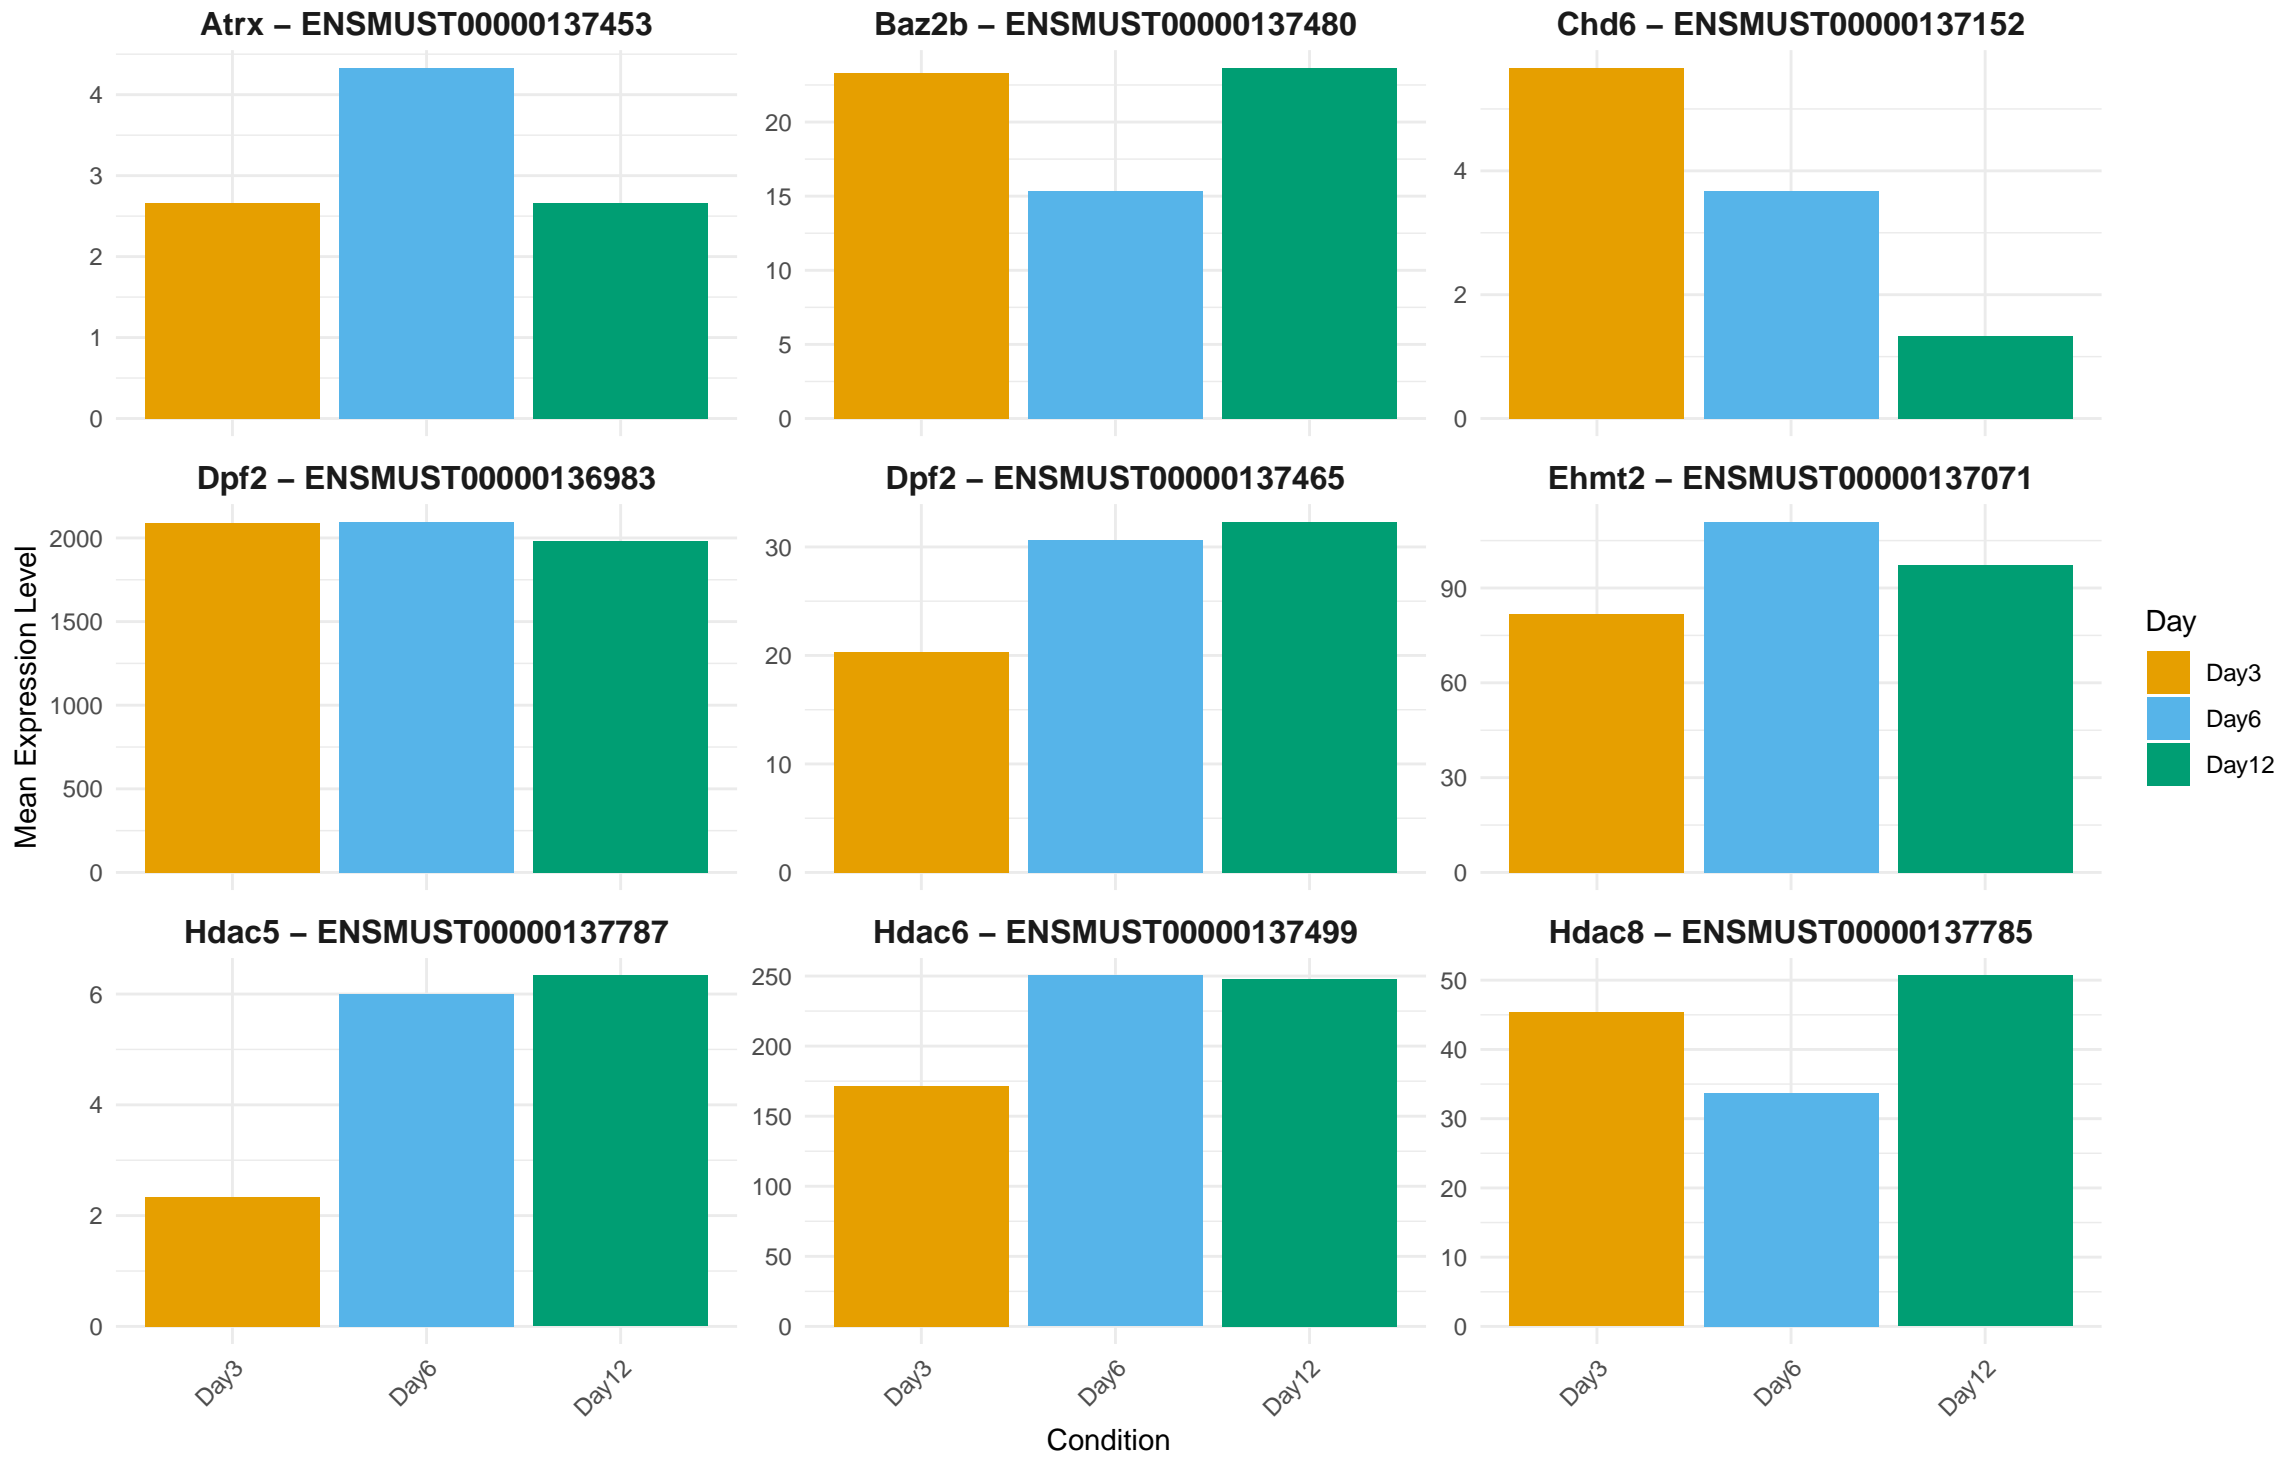 Atrx – ENSMUST00000137453
Baz2b – ENSMUST00000137480
Chd6 – ENSMUST00000137152
4
3
2
1
0
20
15
10
5
0
4
2
0
Dpf2 – ENSMUST00000136983
Dpf2 – ENSMUST00000137465
Ehmt2 – ENSMUST00000137071
2000
1500
1000
500
0
30
20
10
0
90
60
30
0
Hdac5 – ENSMUST00000137787
Hdac6 – ENSMUST00000137499
Hdac8 – ENSMUST00000137785
6
4
2
0
250
200
150
100
50
0
50
40
30
20
10
0
Day3
Day6
Day12
Day3
Day6
Day12
Day3
Day6
Day12
Condition
Mean Expression Level
Day
Day3
Day6
Day12